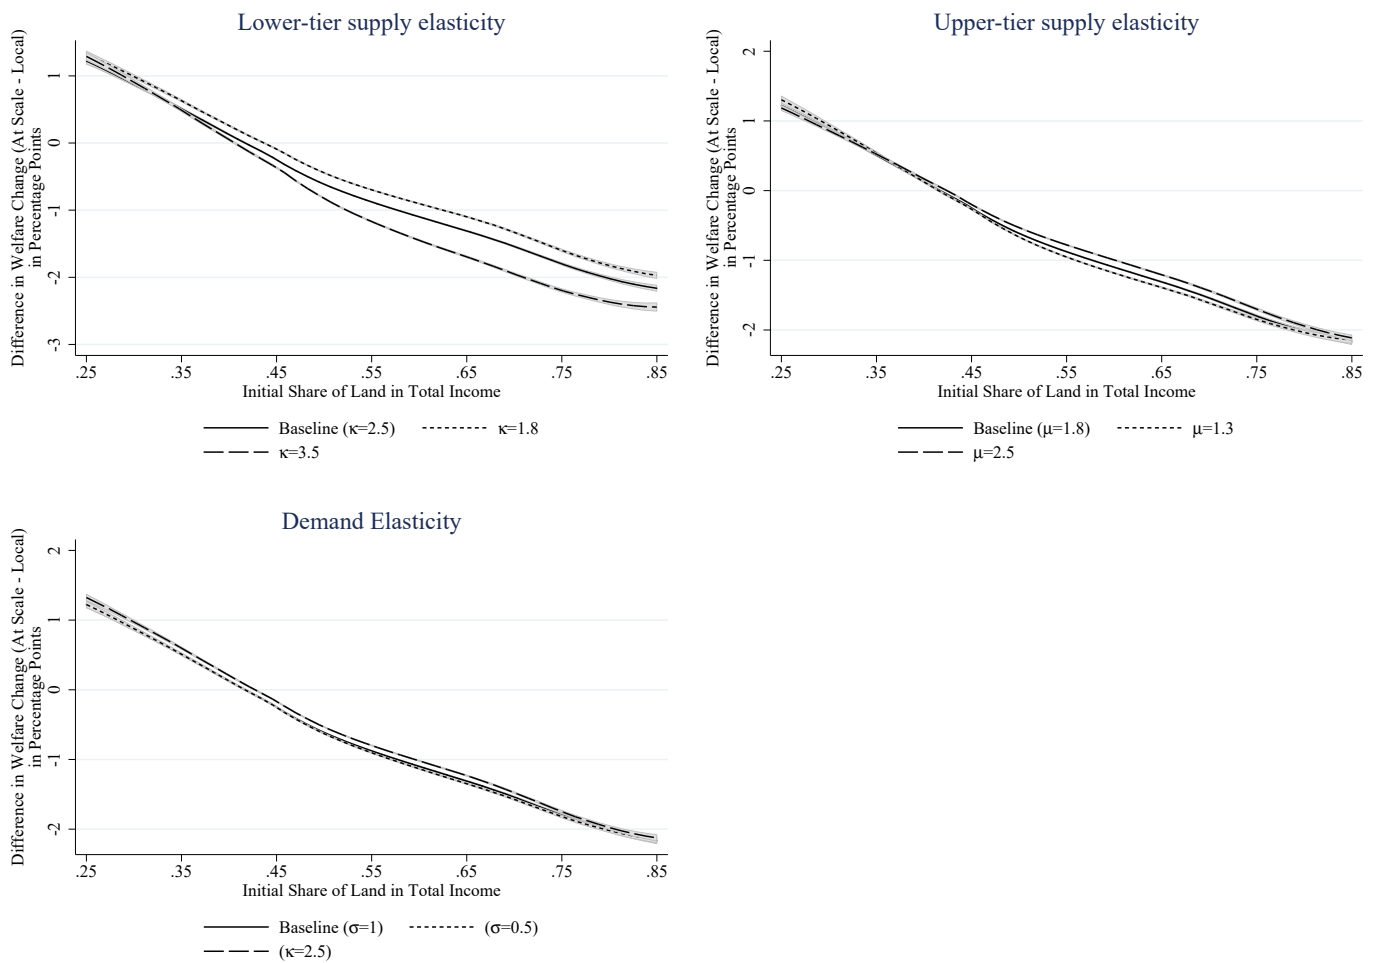 Lower-tier supply elasticity
Difference in Welfare Change (At Scale - Local)
in Percentage Points
1
0
-1
-2
-3
.25 .35 .45 .55 .65 .75 .85
Initial Share of Land in Total Income
Baseline (κ=2.5) κ=1.8
κ=3.5
Upper-tier supply elasticity
Difference in Welfare Change (At Scale - Local)
in Percentage Points
2
1
0
-1
-2
.25 .35 .45 .55 .65 .75 .85
Initial Share of Land in Total Income
Baseline (μ=1.8) μ=1.3
μ=2.5
Demand Elasticity
Difference in Welfare Change (At Scale - Local)
in Percentage Points
2
1
0
-1
-2
.25 .35 .45 .55 .65 .75 .85
Initial Share of Land in Total Income
Baseline (σ=1) (σ=0.5)
(κ=2.5)